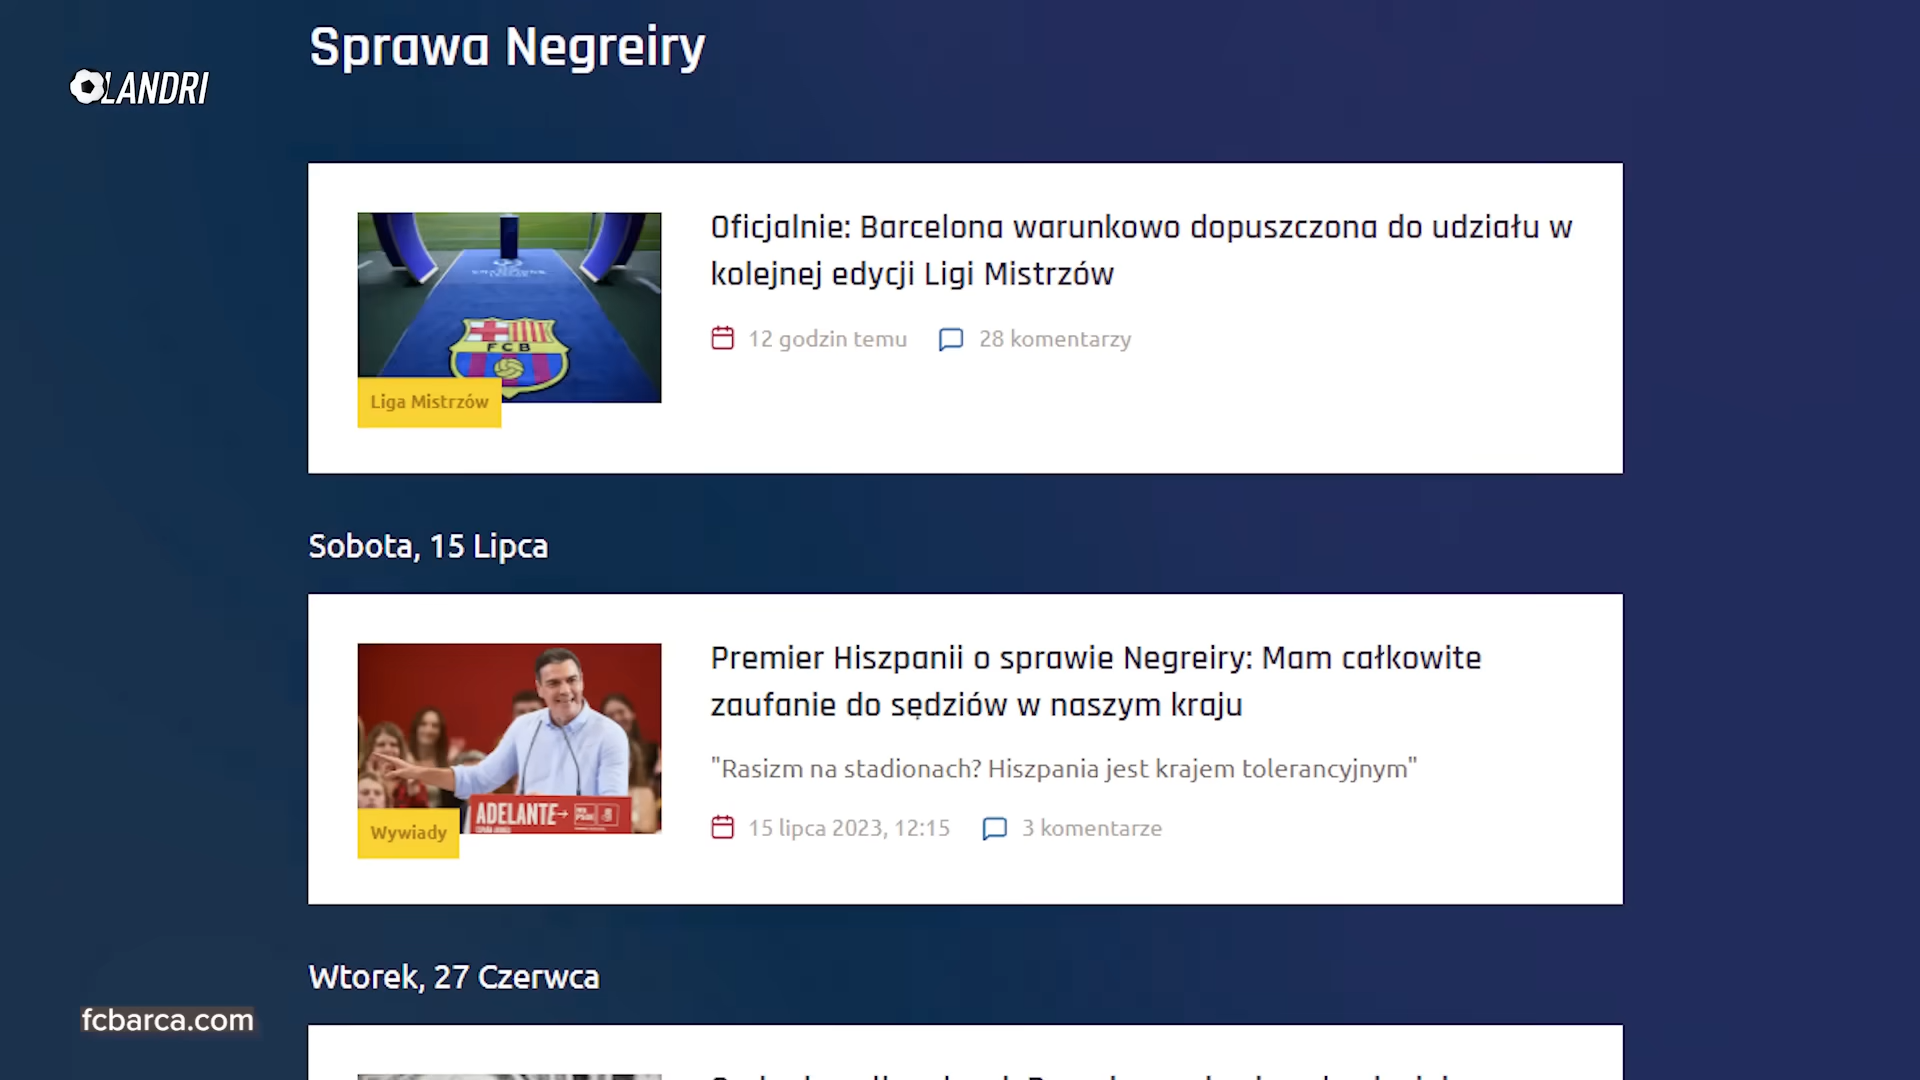 Sprawa Negreiry
LANDRI
Oficjalnie: Barcelona warunkowo dopuszczona do udziału w
kolejnej edycji Ligi Mistrzów
12 godzin temu
28 komentarzy
FCB
Liga Mistrzów
Sobota, 15 Lipca
Premier Hiszpanii o sprawie Negreiry: Mam całkowite
zaufanie do sędziów w naszym kraju
"Rasizm na stadionach? Hiszpania jest krajem tolerancyjnym"
15 lipca 2023, 12:15
3 komentarze
ADELANTE
Wywiady
Wtorek, 27 Czerwca
fcbarca.com